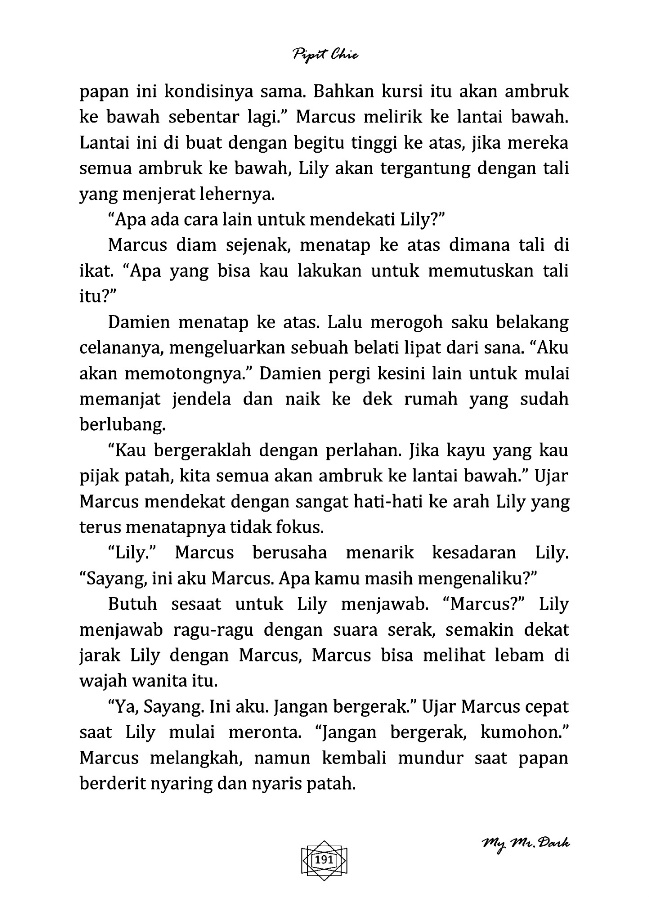 Pipit Chie
papan ini kondisinya sama. Bahkan kursi itu akan ambruk
ke bawah sebentar lagi.” Marcus melirik ke lantai bawah.
Lantai ini di buat dengan begitu tinggi ke atas, jika mereka
semua ambruk ke bawah, Lily akan tergantung dengan tali
yang menjerat lehernya.
“Apa ada cara lain untuk mendekati Lily?”
Marcus diam sejenak, menatap ke atas dimana tali di
ikat. “Apa yang bisa kau lakukan untuk memutuskan tali
itu?”
Damien menatap ke atas. Lalu merogoh saku belakang
celananya, mengeluarkan sebuah belati lipat dari sana. “Aku
akan memotongnya.” Damien pergi kesini lain untuk mulai
memanjat jendela dan naik ke dek rumah yang sudah
berlubang.
“Kau bergeraklah dengan perlahan. Jika kayu yang kau
pijak patah, kita semua akan ambruk ke lantai bawah.” Ujar
Marcus mendekat dengan sangat hati-hati ke arah Lily yang
terus menatapnya tidak fokus.
“Lily.” Marcus berusaha menarik kesadaran Lily.
“Sayang, ini aku Marcus. Apa kamu masih mengenaliku?”
Butuh sesaat untuk Lily menjawab. “Marcus?” Lily
menjawab ragu-ragu dengan suara serak, semakin dekat
jarak Lily dengan Marcus, Marcus bisa melihat lebam di
wajah wanita itu.
“Ya, Sayang. Ini aku. Jangan bergerak.” Ujar Marcus cepat
saat Lily mulai meronta. “Jangan bergerak, kumohon.”
Marcus melangkah, namun kembali mundur saat papan
berderit nyaring dan nyaris patah.
My Mr. Dark
191